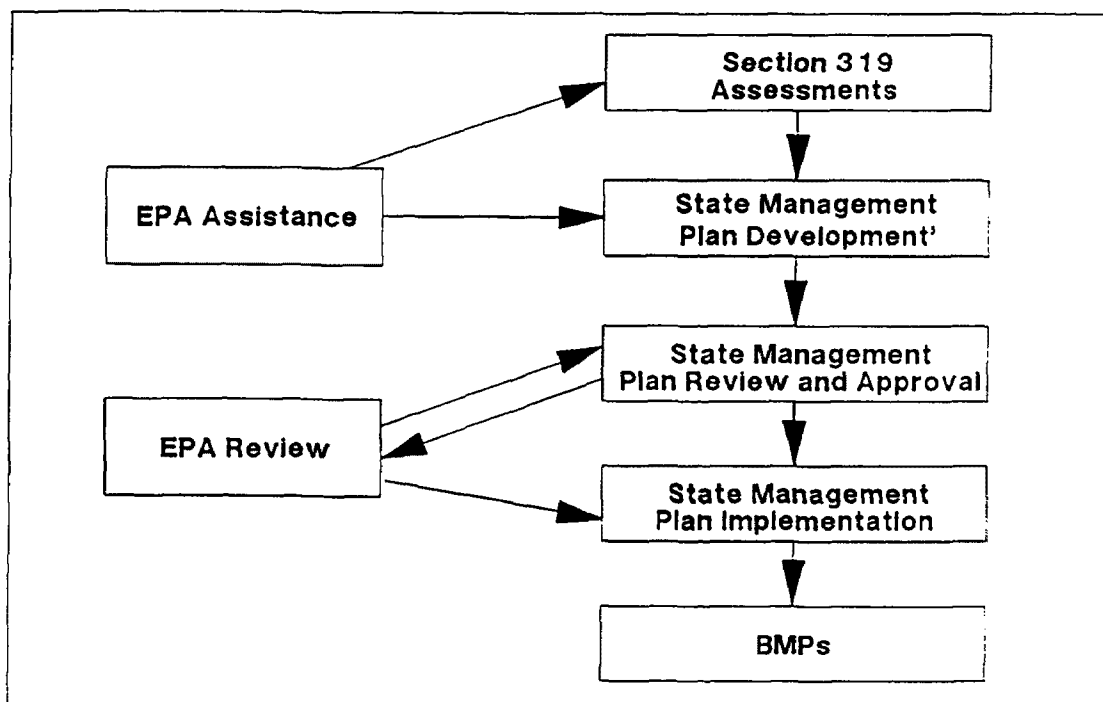 Section 319
Assessments
EPA Assistance
State Management
Plan Development'
State Management
Plan Review and Approval
EPA Review
State Management
Plan Implementation
BMPs